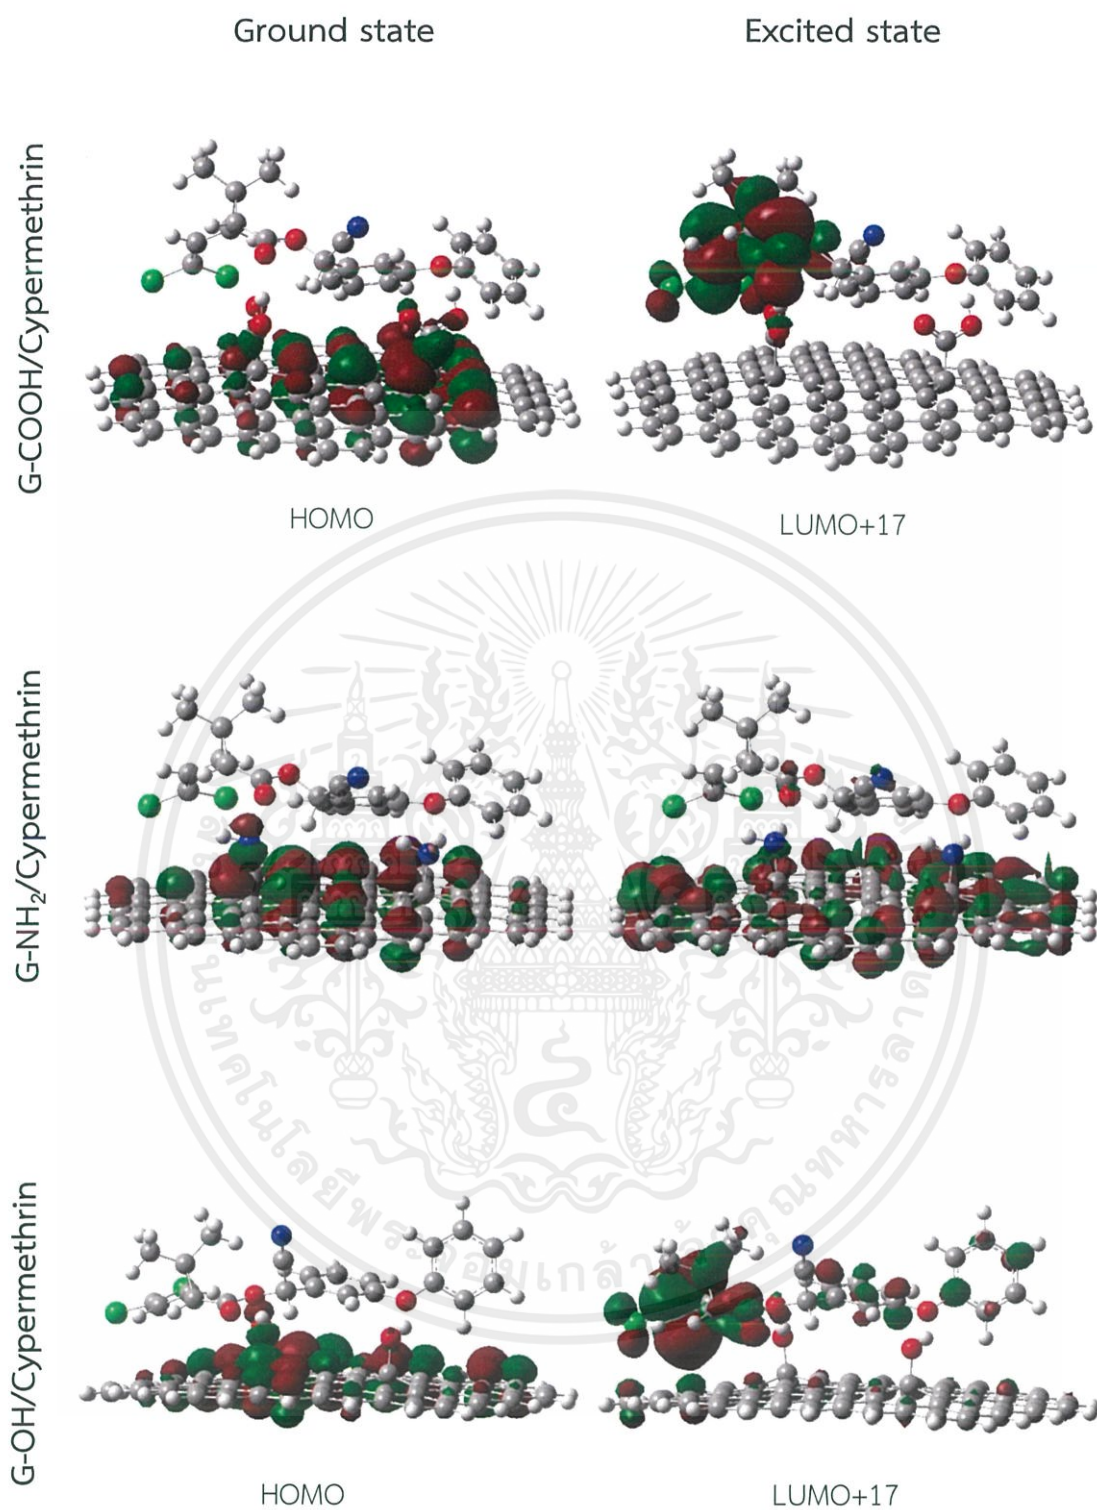 Ground state
Excited state
G-COOH/Cypermethrin
HOMO
LUMO+17
G-NH₂/Cypermethrin
G-OH/Cypermethrin
HOMO
LUMO+17